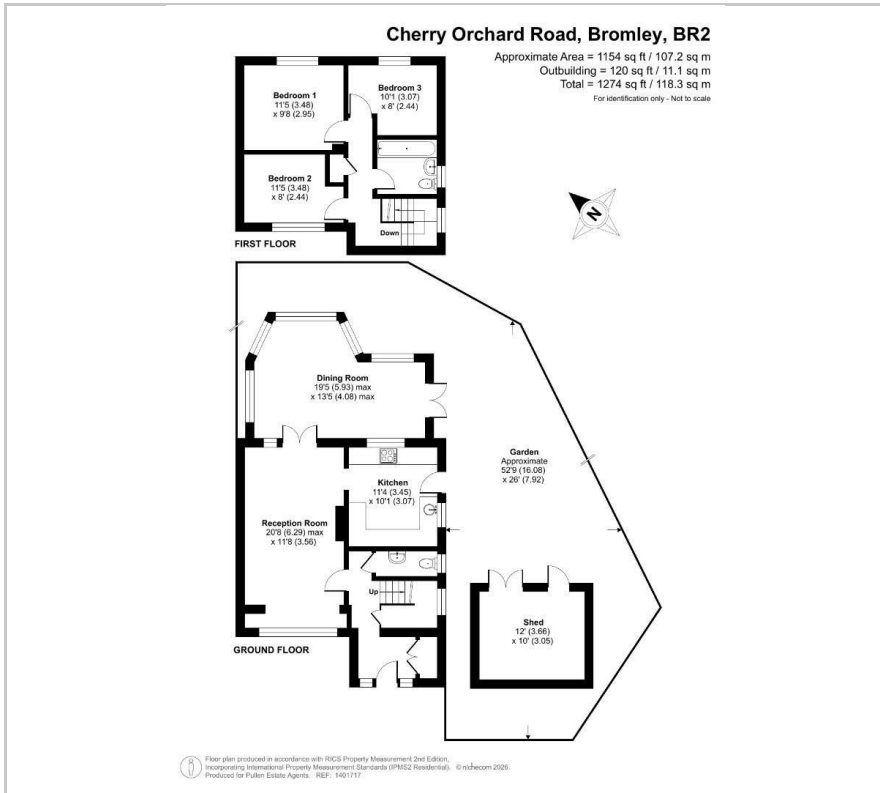 Cherry Orchard Road, Bromley, BR2
Approximate Area = 1154 sq ft / 107.2 sq m
Outbuilding = 120 sq ft / 11.1 sq m
Total = 1274 sq ft / 118.3 sq m
For identification only - Not to scale
Bedroom 1
11'5 (3.48)
x 9'8 (2.95)
Bedroom 3
10'1 (3.07)
x 8' (2.44)
Bedroom 2
11'5 (3.48)
x 8' (2.44)
Down
FIRST FLOOR
N
Dining Room
19'5 (5.93) max
x 13'5 (4.08) max
Garden
Approximate
52'9 (16.08)
x 26' (7.92)
Kitchen
11'4 (3.45)
x 10'1 (3.07)
Reception Room
20'8 (6.29) max
x 11'8 (3.56)
Up
Shed
12' (3.66)
x 10' (3.05)
GROUND FLOOR
Floor plan produced in accordance with RICS Property Measurement 2nd Edition,
Incorporating International Property Measurement Standards (IPMS2 Residential). © nichecom 2026.
Produced for Pullen Estate Agents. REF: 1401717